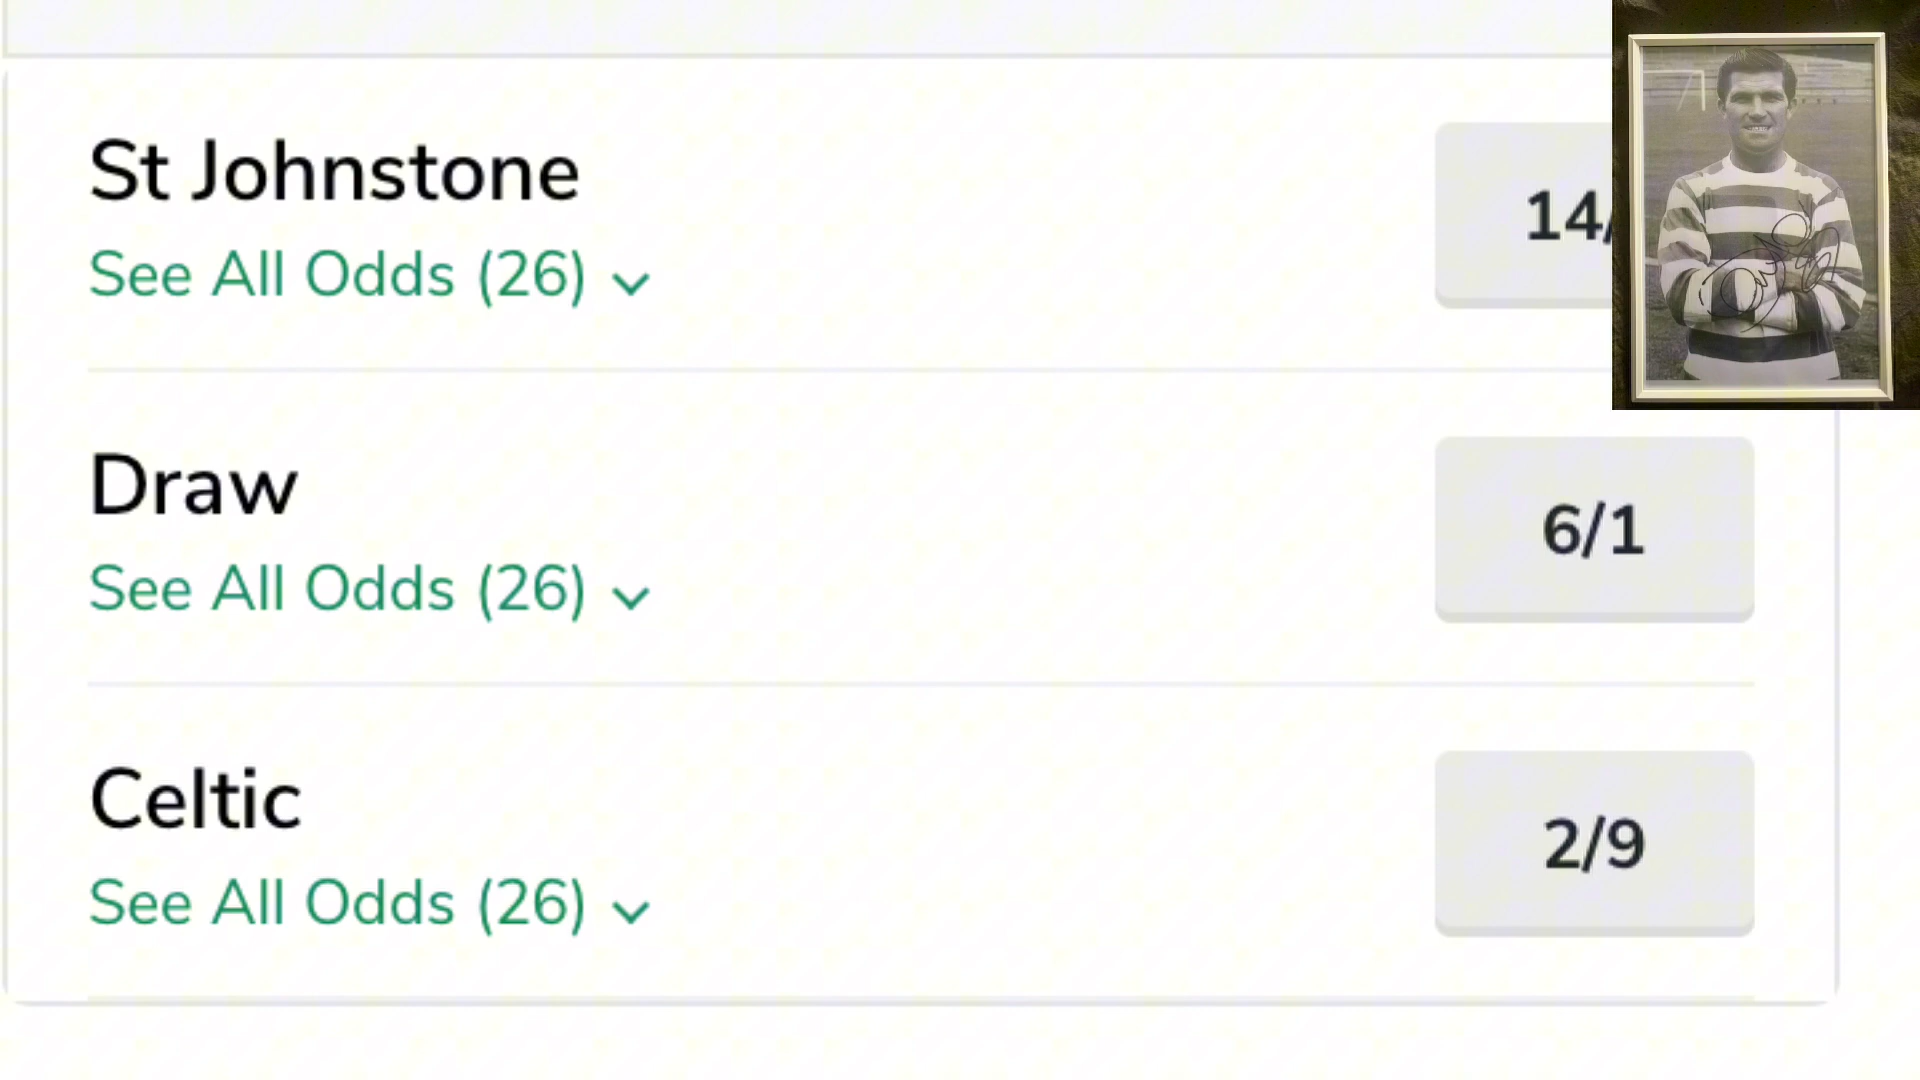 St Johnstone
See All Odds (26)
14/
Draw
See All Odds (26)
6/1
Celtic
See All Odds (26)
2/9